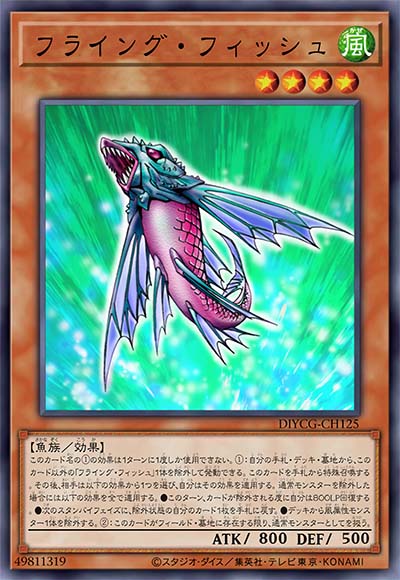 フライング・フィッシュ
風
DIYCG-CH125
【魚族／効果】
このカード名の①の効果は1ターンに1度しか使用できない。①：自分の手札・デッキ・墓地から、この
カード以外の「フライング・フィッシュ」1体を除外して発動できる。このカードを手札から特殊召喚する。
その後、相手は以下の効果から1つを選び、自分はその効果を適用する。通常モンスターを除外した
場合には以下の効果を全て適用する。●このターン、カードが除外される度に自分は800LP回復する。
●次のスタンバイフェイズに、除外状態の自分のカード1枚を手札に戻す。●デッキから風属性モン
スター1体を除外する。②：このカードがフィールド・墓地に存在する限り、通常モンスターとして扱う。
ATK/ 800 DEF/ 500
49811319
©スタジオ・ダイス／集英社・テレビ東京・KONAMI